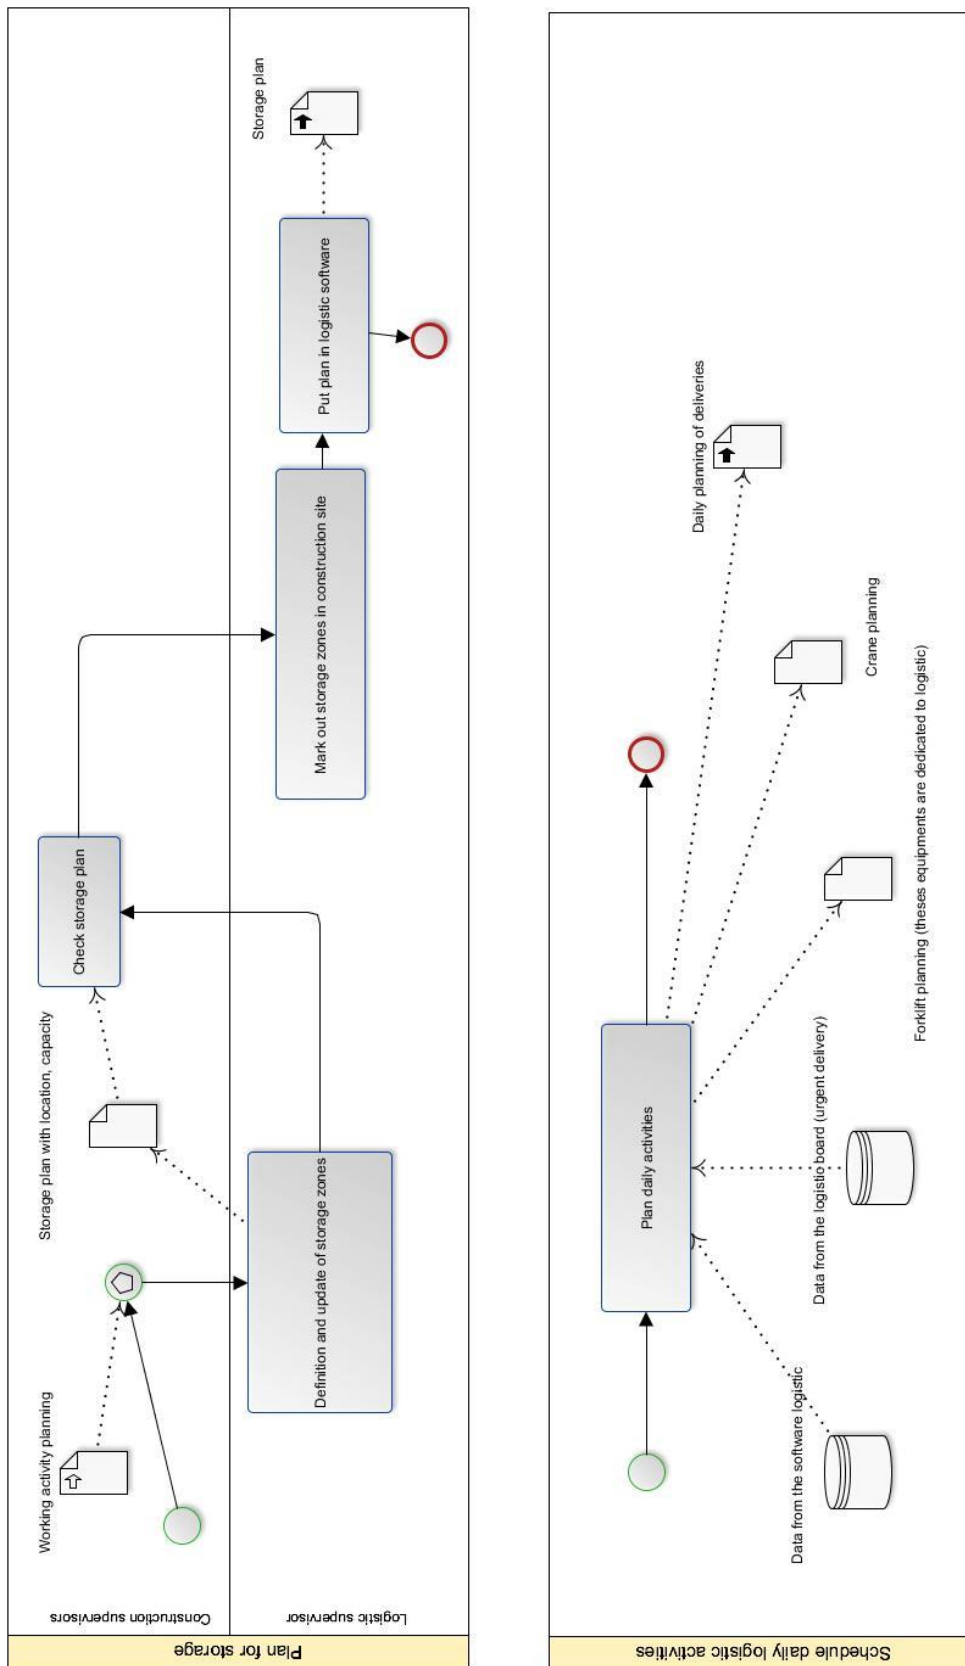 Plan for storage
Construction supervisors
Logistic supervisor
Working activity planning
Storage plan with location, capacity
Check storage plan
Definition and update of storage zones
Mark out storage zones in construction site
Put plan in logistic software
Storage plan
Schedule daily logistic activities
Plan daily activities
Data from the software logistic
Data from the logistic board (urgent delivery)
Forklift planning (theses equipments are dedicated to logistic)
Crane planning
Daily planning of deliveries